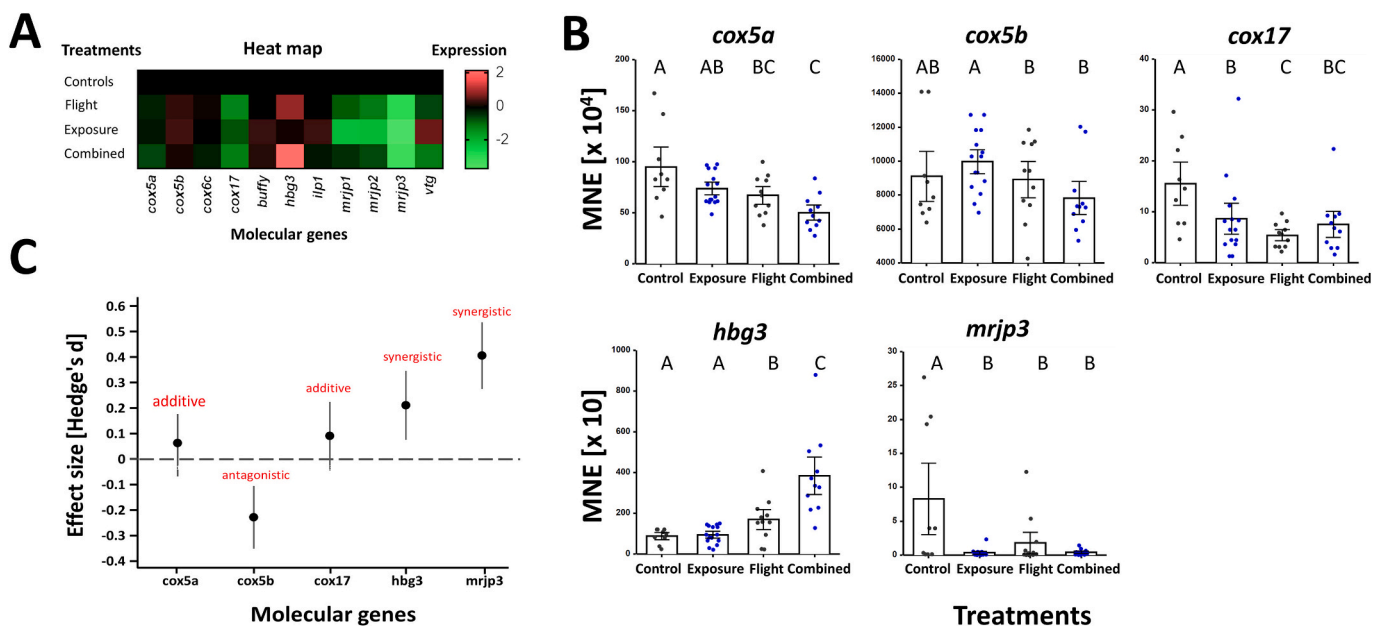 A
Treatments
Heat map
Expression
Controls
Flight
Exposure
Combined
2
0
-2
cox5a
cox5b
cox6c
cox17
buffy
hbg3
ilp1
mrjp1
mrjp2
mrjp3
vtg
Molecular genes
B
cox5a
MNE [x 10⁴]
200
150
100
50
0
A AB BC C
Control Exposure Flight Combined
cox5b
16000
14000
12000
10000
8000
6000
4000
AB A B B
Control Exposure Flight Combined
cox17
40
30
20
10
0
A B C BC
Control Exposure Flight Combined
hbg3
MNE [x 10]
1000
800
600
400
200
0
A A B C
Control Exposure Flight Combined
mrjp3
30
25
20
15
10
5
0
A B B B
Control Exposure Flight Combined
Treatments
C
Effect size [Hedge's d]
0.6
0.5
0.4
0.3
0.2
0.1
0
-0.1
-0.2
-0.3
-0.4
additive
antagonistic
additive
synergistic
synergistic
cox5a cox5b cox17 hbg3 mrjp3
Molecular genes